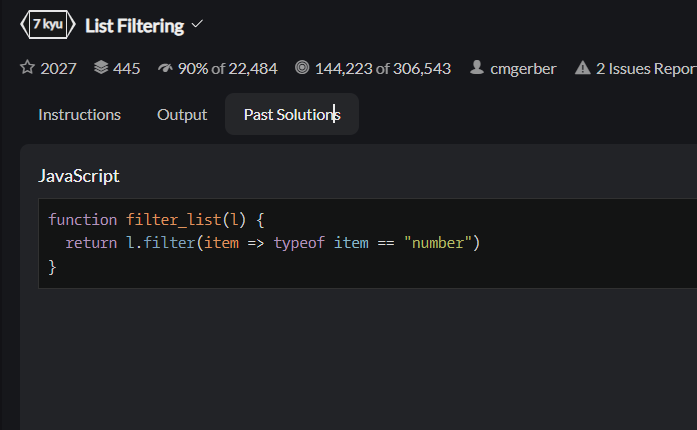 7 kyu List Filtering
2027 445 90% of 22,484 144,223 of 306,543 cmgerber 2 Issues Repor
Instructions Output Past Solutions
JavaScript
function filter_list(l) {
  return l.filter(item => typeof item == "number")
}